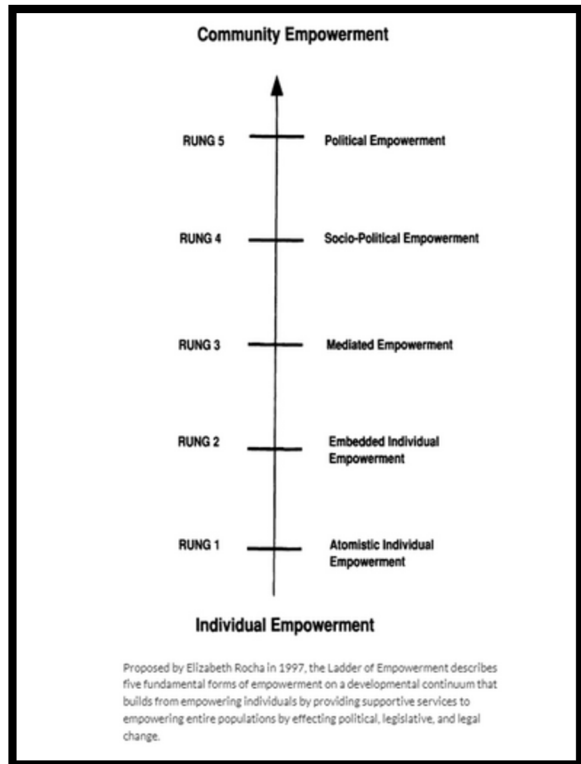 Community Empowerment
RUNG 5 Political Empowerment
RUNG 4 Socio-Political Empowerment
RUNG 3 Mediated Empowerment
RUNG 2 Embedded Individual
Empowerment
RUNG 1 Atomistic Individual
Empowerment
Individual Empowerment
Proposed by Elizabeth Rocha in 1997, the Ladder of Empowerment describes
five fundamental forms of empowerment on a developmental continuum that
builds from empowering individuals by providing supportive services to
empowering entire populations by effecting political, legislative, and legal
change.